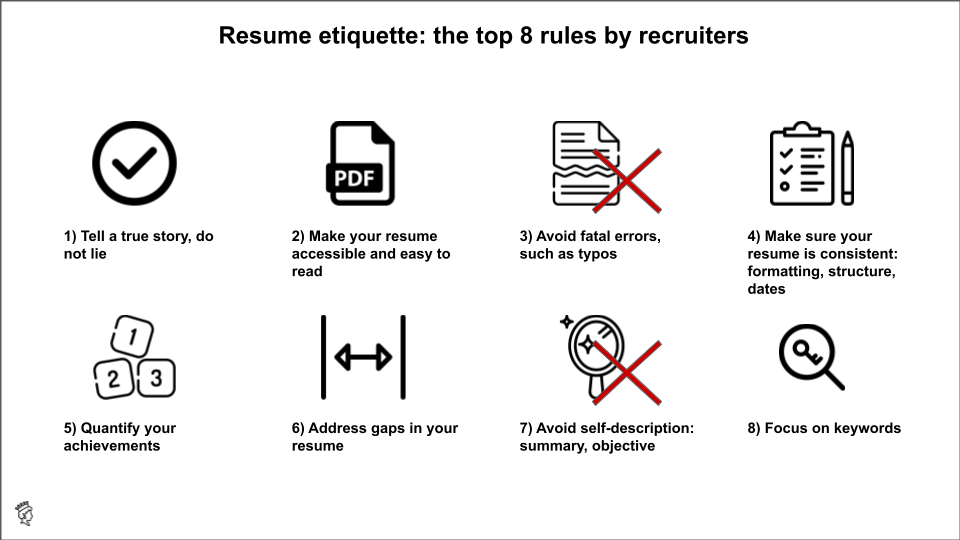 Resume etiquette: the top 8 rules by recruiters
PDF
1) Tell a true story, do
not lie
2) Make your resume
accessible and easy to
read
3) Avoid fatal errors,
such as typos
4) Make sure your
resume is consistent:
formatting, structure,
dates
1
2 3
5) Quantify your
achievements
6) Address gaps in your
resume
7) Avoid self-description:
summary, objective
8) Focus on keywords